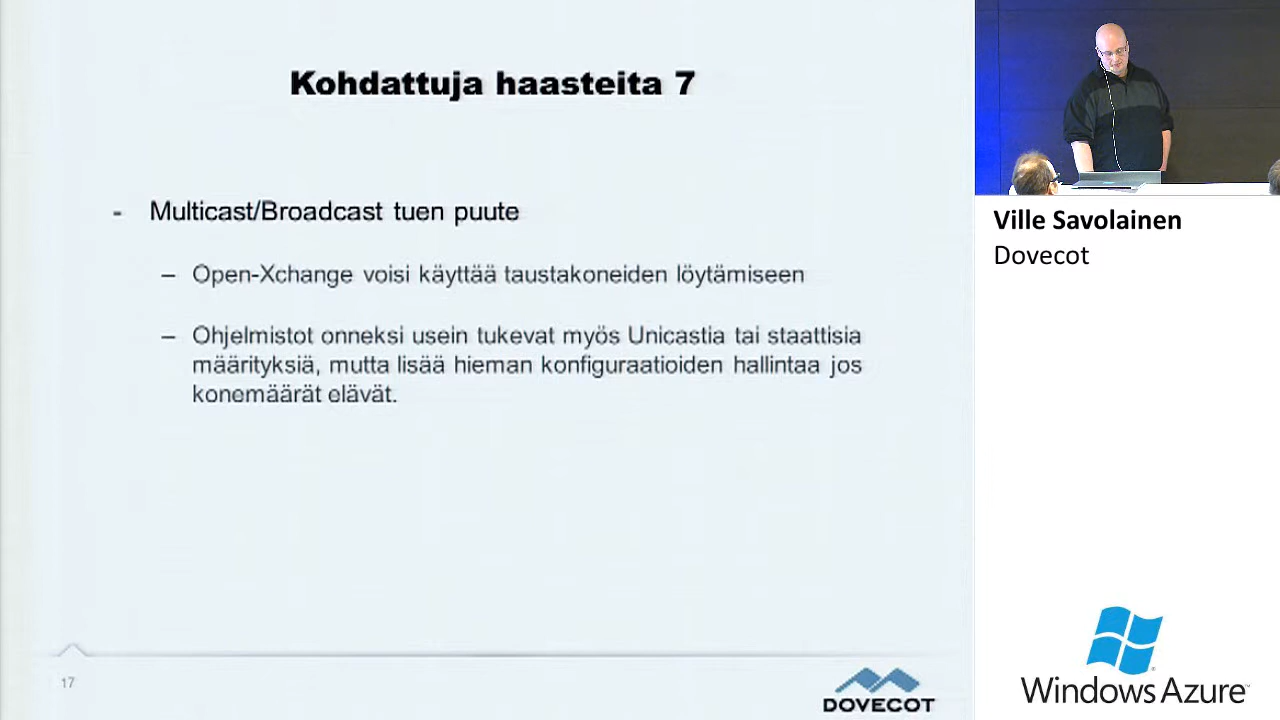 Kohdattuja haasteita 7
- Multicast/Broadcast tuen puute
– Open-Xchange voisi käyttää taustakoneiden löytämiseen
– Ohjelmistot onneksi usein tukevat myös Unicastia tai staattisia
määrityksiä, mutta lisää hieman konfiguraatioiden hallintaa jos
konemäärät elävät.
17
DOVECOT
Ville Savolainen
Dovecot
Windows Azure